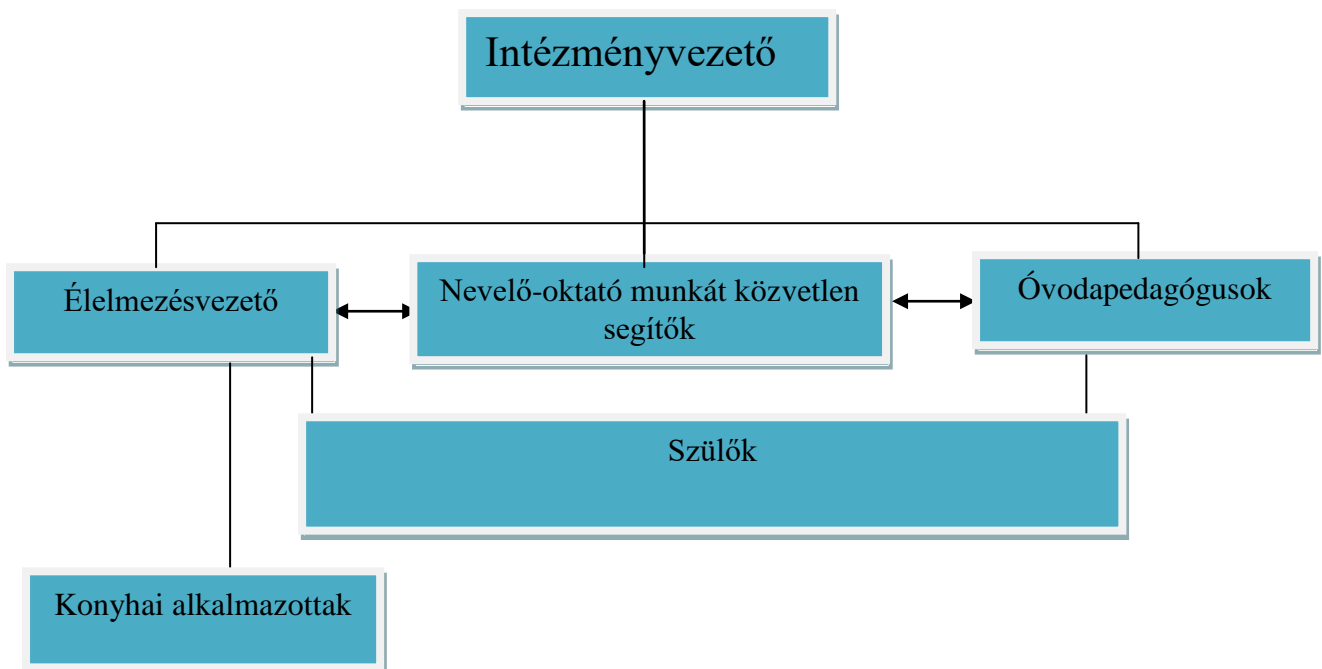 Intézményvezető
Élelmezésvezető
Nevelő-oktató munkát közvetlen
segítők
Óvodapedagógusok
Szülők
Konyhai alkalmazottak